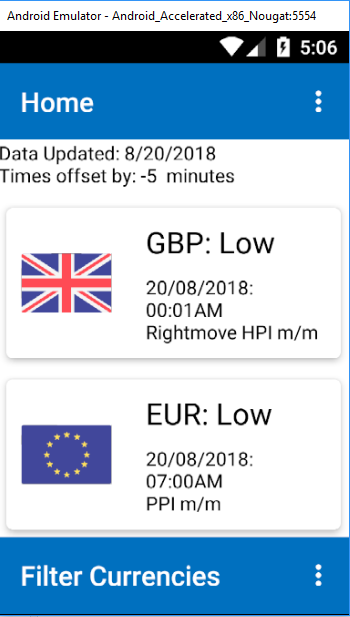 Android Emulator - Android_Accelerated_x86_Nougat:5554
5:06
Home
Data Updated: 8/20/2018
Times offset by: -5 minutes
GBP: Low
20/08/2018:
00:01AM
Rightmove HPI m/m
EUR: Low
20/08/2018:
07:00AM
PPI m/m
Filter Currencies